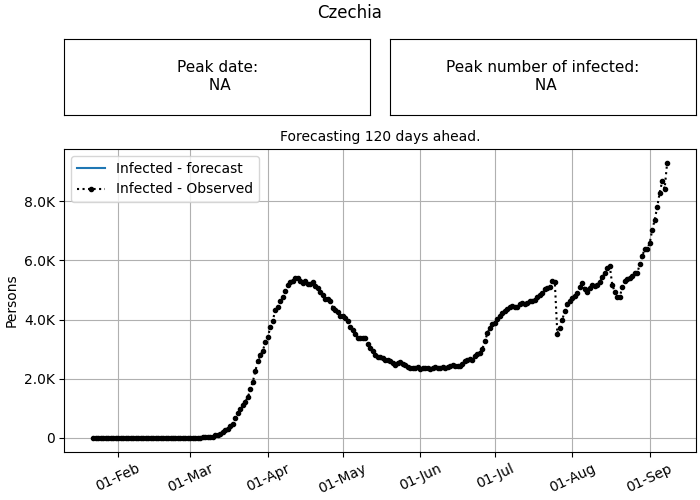 Czechia
Peak date:
NA
Peak number of infected:
NA
Forecasting 120 days ahead.
Infected - forecast
Infected - Observed
Persons
8.0K
6.0K
4.0K
2.0K
0
01-Feb
01-Mar
01-Apr
01-May
01-Jun
01-Jul
01-Aug
01-Sep